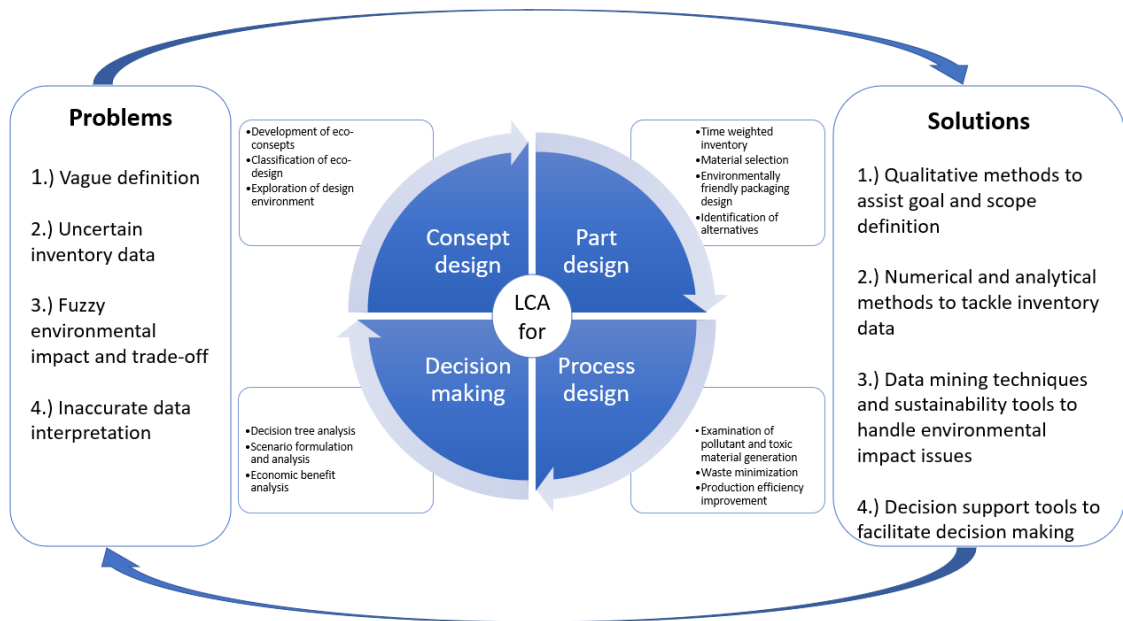 Problems
1.) Vague definition
2.) Uncertain
inventory data
3.) Fuzzy
environmental
impact and trade-off
4.) Inaccurate data
interpretation
•Development of eco-
concepts
•Classification of eco-
design
•Exploration of design
environment
•Time weighted
inventory
•Material selection
•Environmentally
friendly packaging
design
•Identification of
alternatives
Consept
design
Part
design
LCA
for
Decision
making
Process
design
•Decision tree analysis
•Scenario formulation
and analysis
•Economic benefit
analysis
•Examination of
pollutant and toxic
material generation
•Waste minimization
•Production efficiency
improvement
Solutions
1.) Qualitative methods to
assist goal and scope
definition
2.) Numerical and analytical
methods to tackle inventory
data
3.) Data mining techniques
and sustainability tools to
handle environmental
impact issues
4.) Decision support tools to
facilitate decision making